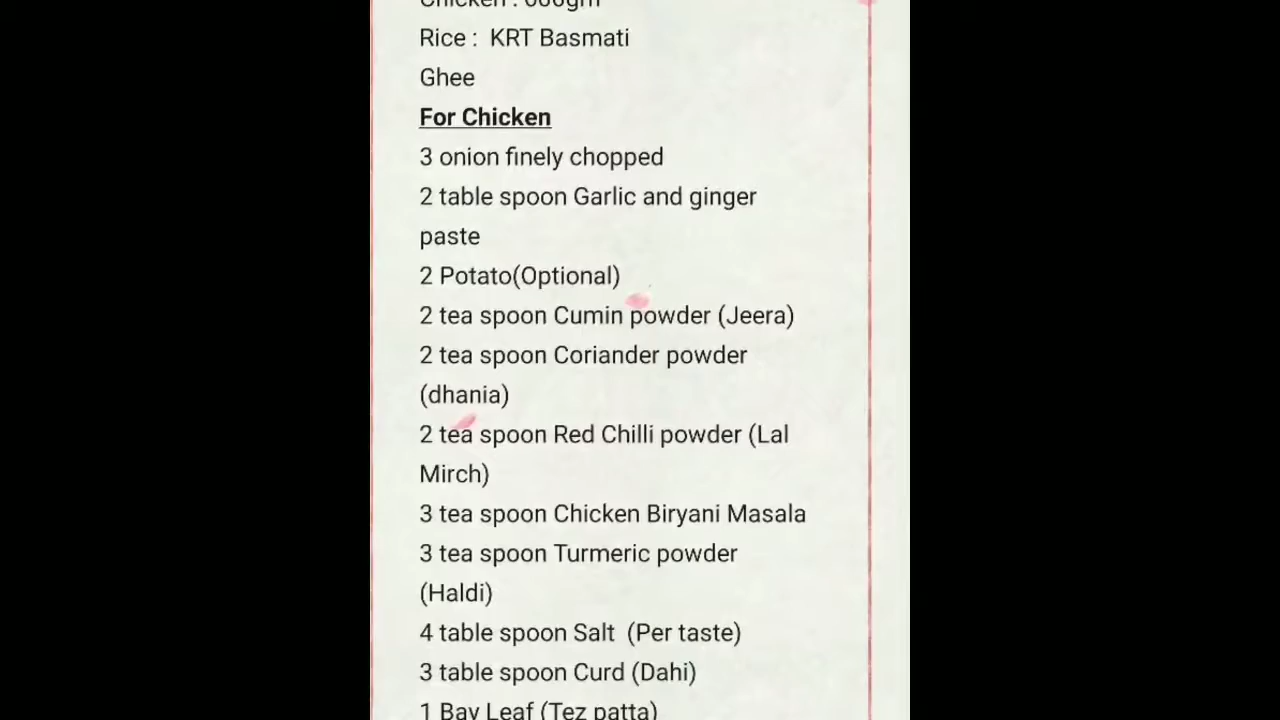 Chicken : 600gm
Rice :  KRT Basmati
Ghee
For Chicken
3 onion finely chopped
2 table spoon Garlic and ginger
paste
2 Potato(Optional)
2 tea spoon Cumin powder (Jeera)
2 tea spoon Coriander powder
(dhania)
2 tea spoon Red Chilli powder (Lal
Mirch)
3 tea spoon Chicken Biryani Masala
3 tea spoon Turmeric powder
(Haldi)
4 table spoon Salt  (Per taste)
3 table spoon Curd (Dahi)
1 Bay Leaf (Tez patta)